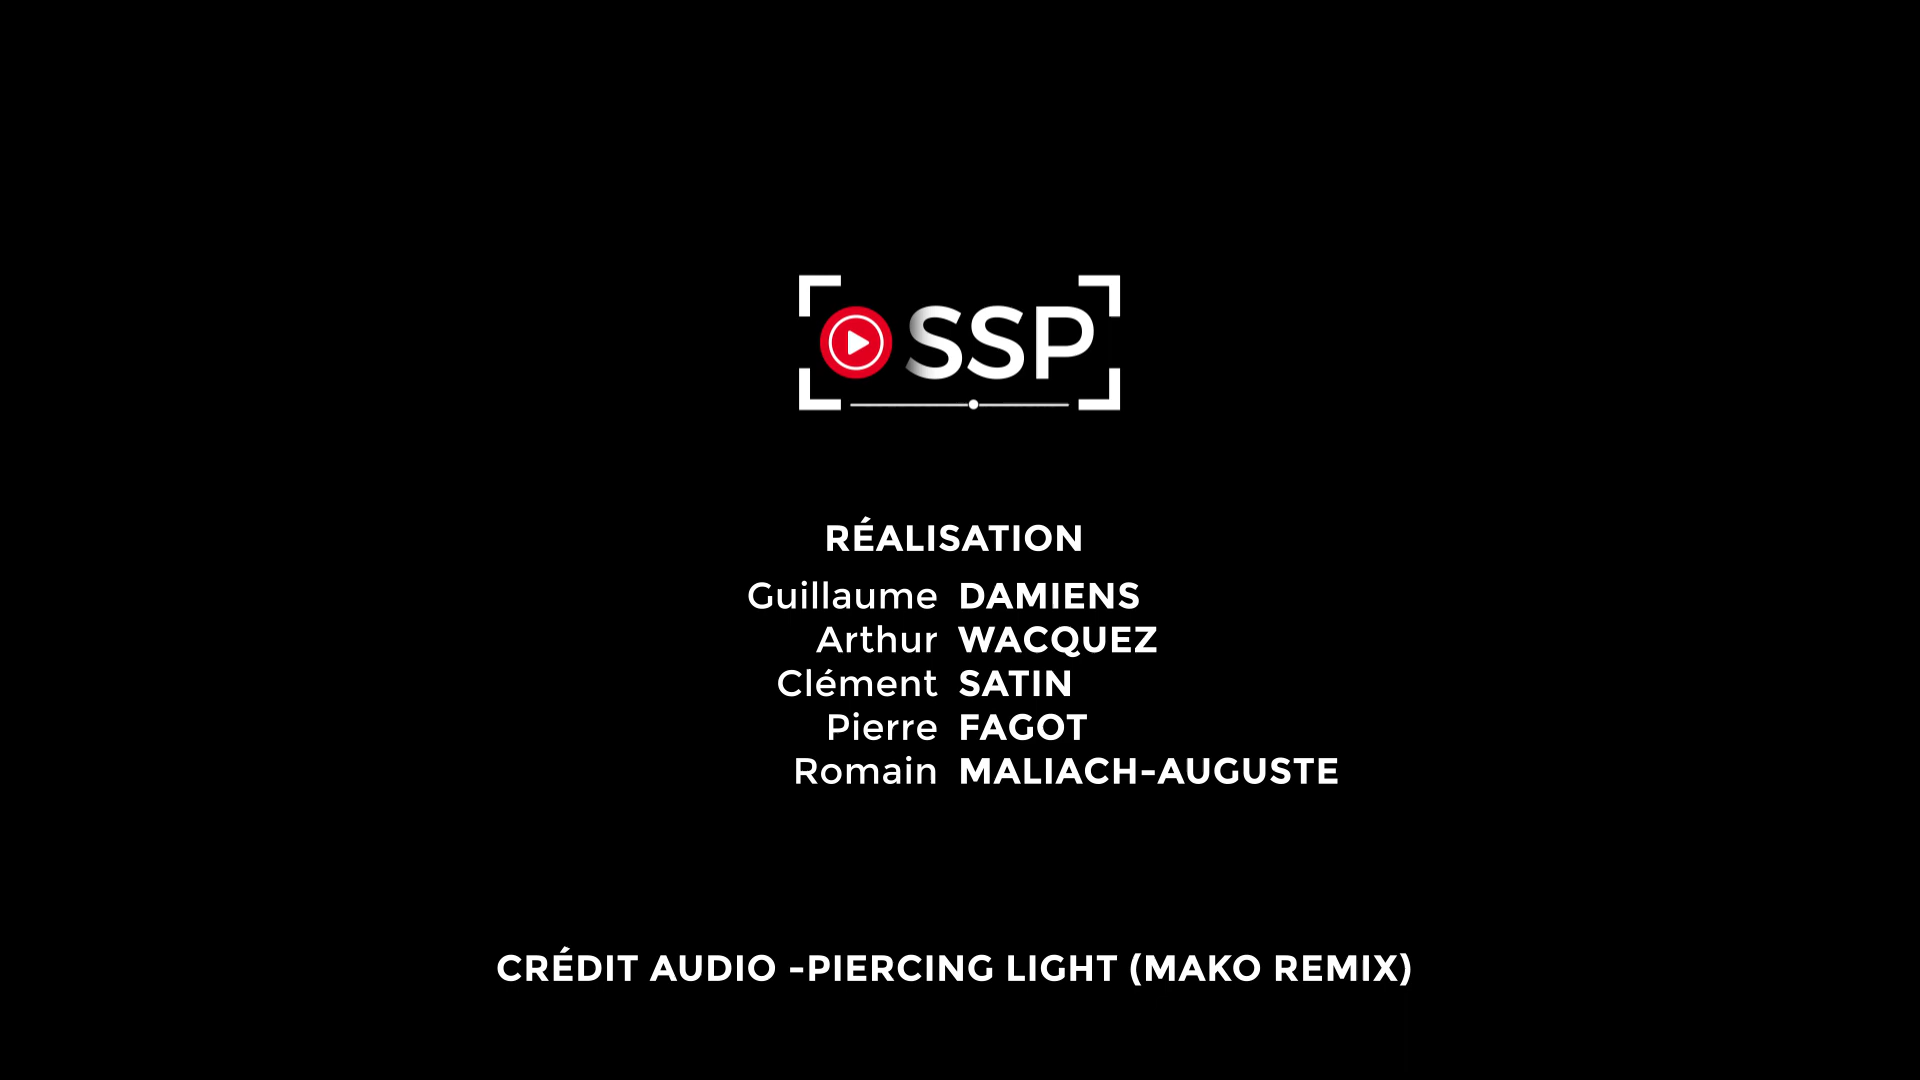 SSP
RÉALISATION
Guillaume DAMIENS
Arthur WACQUEZ
Clément SATIN
Pierre FAGOT
Romain MALIACH-AUGUSTE
CRÉDIT AUDIO -PIERCING LIGHT (MAKO REMIX)